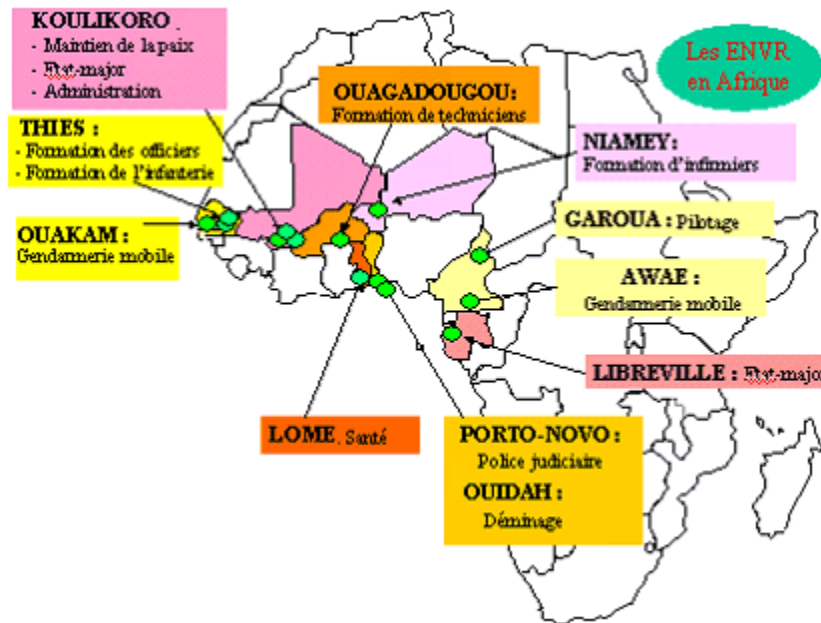 KOULIKORO .
- Maintien de la paix
- Etat-major
- Administration
Les ENVR
en Afrique
OUAGADOUGOU:
Formation de techniciens
THIES :
- Formation des officiers
- Formation de l'infanterie
NIAMEY:
Formation d'infirmiers
OUAKAM :
Gendarmerie mobile
GAROUA : Pilotage
AWAE :
Gendarmerie mobile
LIBREVILLE : Etat-major
LOME. Santé
PORTO-NOVO :
Police judiciaire
OUIDAH :
Déminage